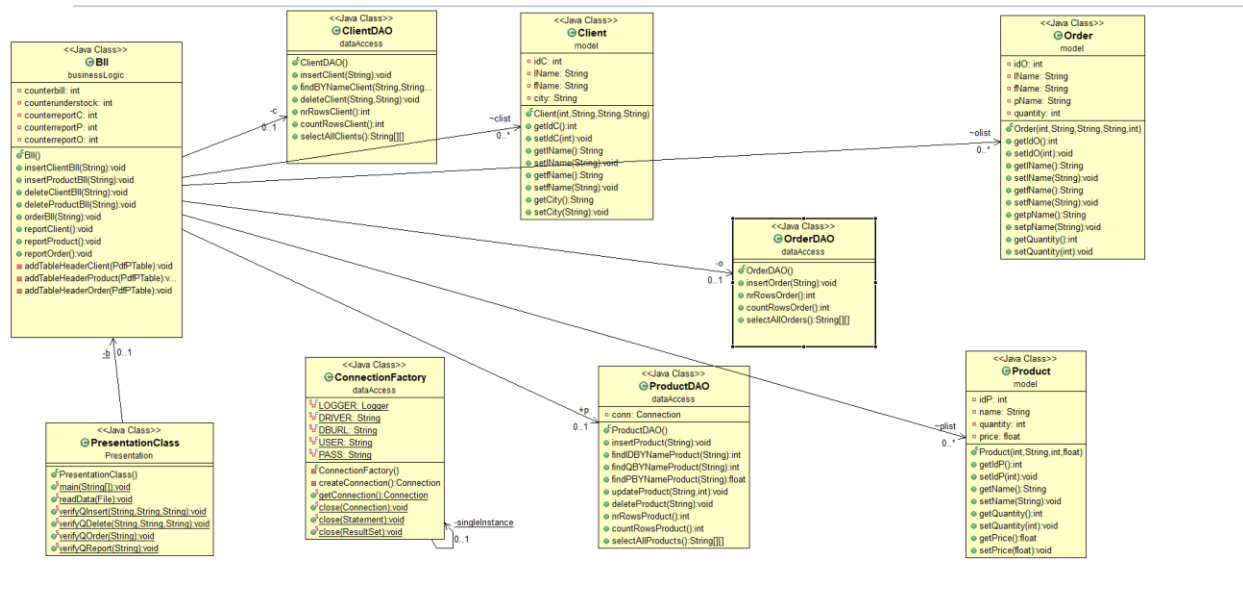 <<Java Class>>
Bll
businessLogic
counterbill: int
counterunderstock: int
counterreportC: int
counterreportP: int
counterreportO: int
Bll()
insertClientBll(String):void
insertProductBll(String):void
deleteClientBll(String):void
deleteProductBll(String):void
orderBll(String):void
reportClient():void
reportProduct():void
reportOrder():void
addTableHeaderClient(PdfPTable):void
addTableHeaderProduct(PdfPTable):v...
addTableHeaderOrder(PdfPTable):void
<<Java Class>>
ClientDAO
dataAccess
ClientDAO()
insertClient(String):void
findBYNameClient(String,String...
deleteClient(String,String):void
nrRowsClient():int
countRowsClient():int
selectAllClients():String[][]
-c
0..1
<<Java Class>>
Client
model
idC: int
lName: String
fName: String
city: String
Client(int,String,String,String)
getIdC():int
setIdC(int):void
getlName():String
setlName(String):void
getfName():String
setfName(String):void
getCity():String
setCity(String):void
~clist
0..*
<<Java Class>>
Order
model
idO: int
lName: String
fName: String
pName: String
quantity: int
Order(int,String,String,String,int)
getIdO():int
setIdO(int):void
getlName():String
setlName(String):void
getfName():String
setfName(String):void
getpName():String
setpName(String):void
getQuantity():int
setQuantity(int):void
~olist
0..*
<<Java Class>>
OrderDAO
dataAccess
OrderDAO()
insertOrder(String):void
nrRowsOrder():int
countRowsOrder():int
selectAllOrders():String[][]
-o
0..1
-b
0..1
<<Java Class>>
PresentationClass
Presentation
PresentationClass()
main(String[]):void
readData(File):void
verifyQInsert(String,String,String):void
verifyQDelete(String,String,String):void
verifyQOrder(String):void
verifyQReport(String):void
<<Java Class>>
ConnectionFactory
dataAccess
LOGGER: Logger
DRIVER: String
DBURL: String
USER: String
PASS: String
ConnectionFactory()
createConnection():Connection
getConnection():Connection
close(Connection):void
close(Statement):void
close(ResultSet):void
-singleInstance
0..1
<<Java Class>>
ProductDAO
dataAccess
conn: Connection
ProductDAO()
insertProduct(String):void
findIDBYNameProduct(String):int
findQBYNameProduct(String):int
findPBYNameProduct(String):float
updateProduct(String,int):void
deleteProduct(String):void
nrRowsProduct():int
countRowsProduct():int
selectAllProducts():String[][]
+p
0..1
<<Java Class>>
Product
model
idP: int
name: String
quantity: int
price: float
Product(int,String,int,float)
getIdP():int
setIdP(int):void
getName():String
setName(String):void
getQuantity():int
setQuantity(int):void
getPrice():float
setPrice(float):void
~plist
0..*